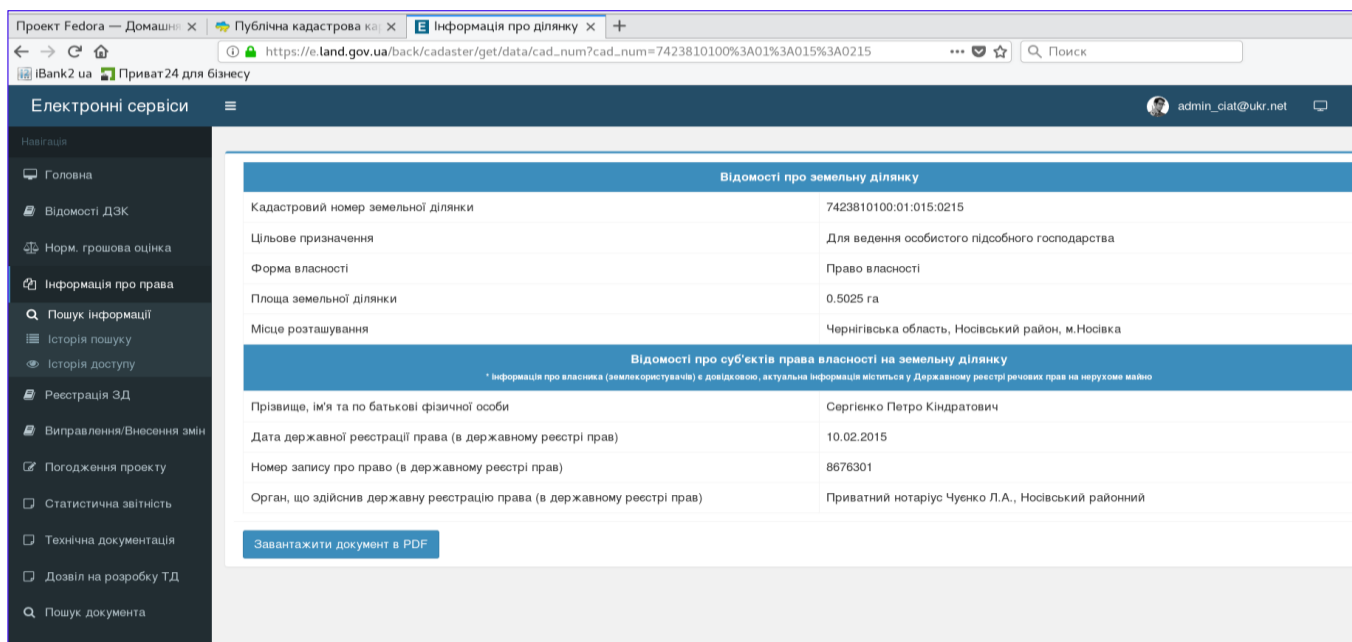 Проект Fedora — Домашня
Публічна кадастрова ка
Інформація про ділянку
https://e.land.gov.ua/back/cadaster/get/data/cad_num?cad_num=7423810100%3A01%3A015%3A0215
Поиск
iBank2 ua Приват24 для бізнесу
Електронні сервіси
admin_ciat@ukr.net
Навігація
Головна
Відомості ДЗК
Норм. грошова оцінка
Інформація про права
Пошук інформації
Історія пошуку
Історія доступу
Реєстрація ЗД
Виправлення/Внесення змін
Погодження проекту
Статистична звітність
Технічна документація
Дозвіл на розробку ТД
Пошук документа
Відомості про земельну ділянку
Кадастровий номер земельної ділянки 7423810100:01:015:0215
Цільове призначення Для ведення особистого підсобного господарства
Форма власності Право власності
Площа земельної ділянки 0.5025 га
Місце розташування Чернігівська область, Носівський район, м.Носівка
Відомості про суб'єктів права власності на земельну ділянку
* Інформація про власника (землекористувачів) є довідковою, актуальна інформація міститься у Державному реєстрі речових прав на нерухоме майно
Прізвище, ім'я та по батькові фізичної особи Сергієнко Петро Кіндратович
Дата державної реєстрації права (в державному реєстрі прав) 10.02.2015
Номер запису про право (в державному реєстрі прав) 8676301
Орган, що здійснив державну реєстрацію права (в державному реєстрі прав) Приватний нотаріус Чуєнко Л.А., Носівський районний
Завантажити документ в PDF